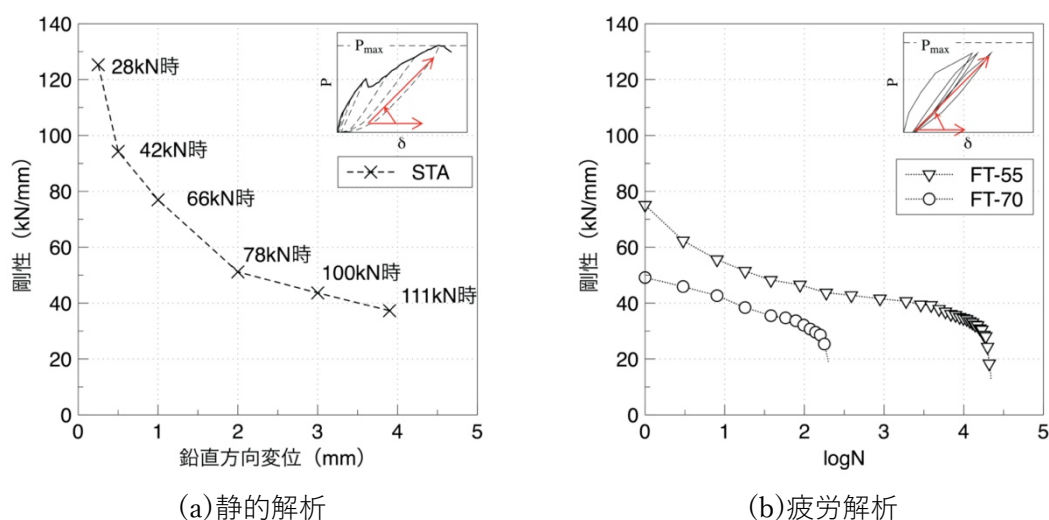 140
120
100
80
60
40
20
0
剛性（kN/mm）
28kN時
42kN時
66kN時
78kN時
100kN時
111kN時
Pmax
P
δ
STA
0 1 2 3 4 5
鉛直方向変位（mm）
(a)静的解析
140
120
100
80
60
40
20
0
剛性（kN/mm）
Pmax
P
δ
FT-55
FT-70
0 1 2 3 4 5
logN
(b)疲労解析